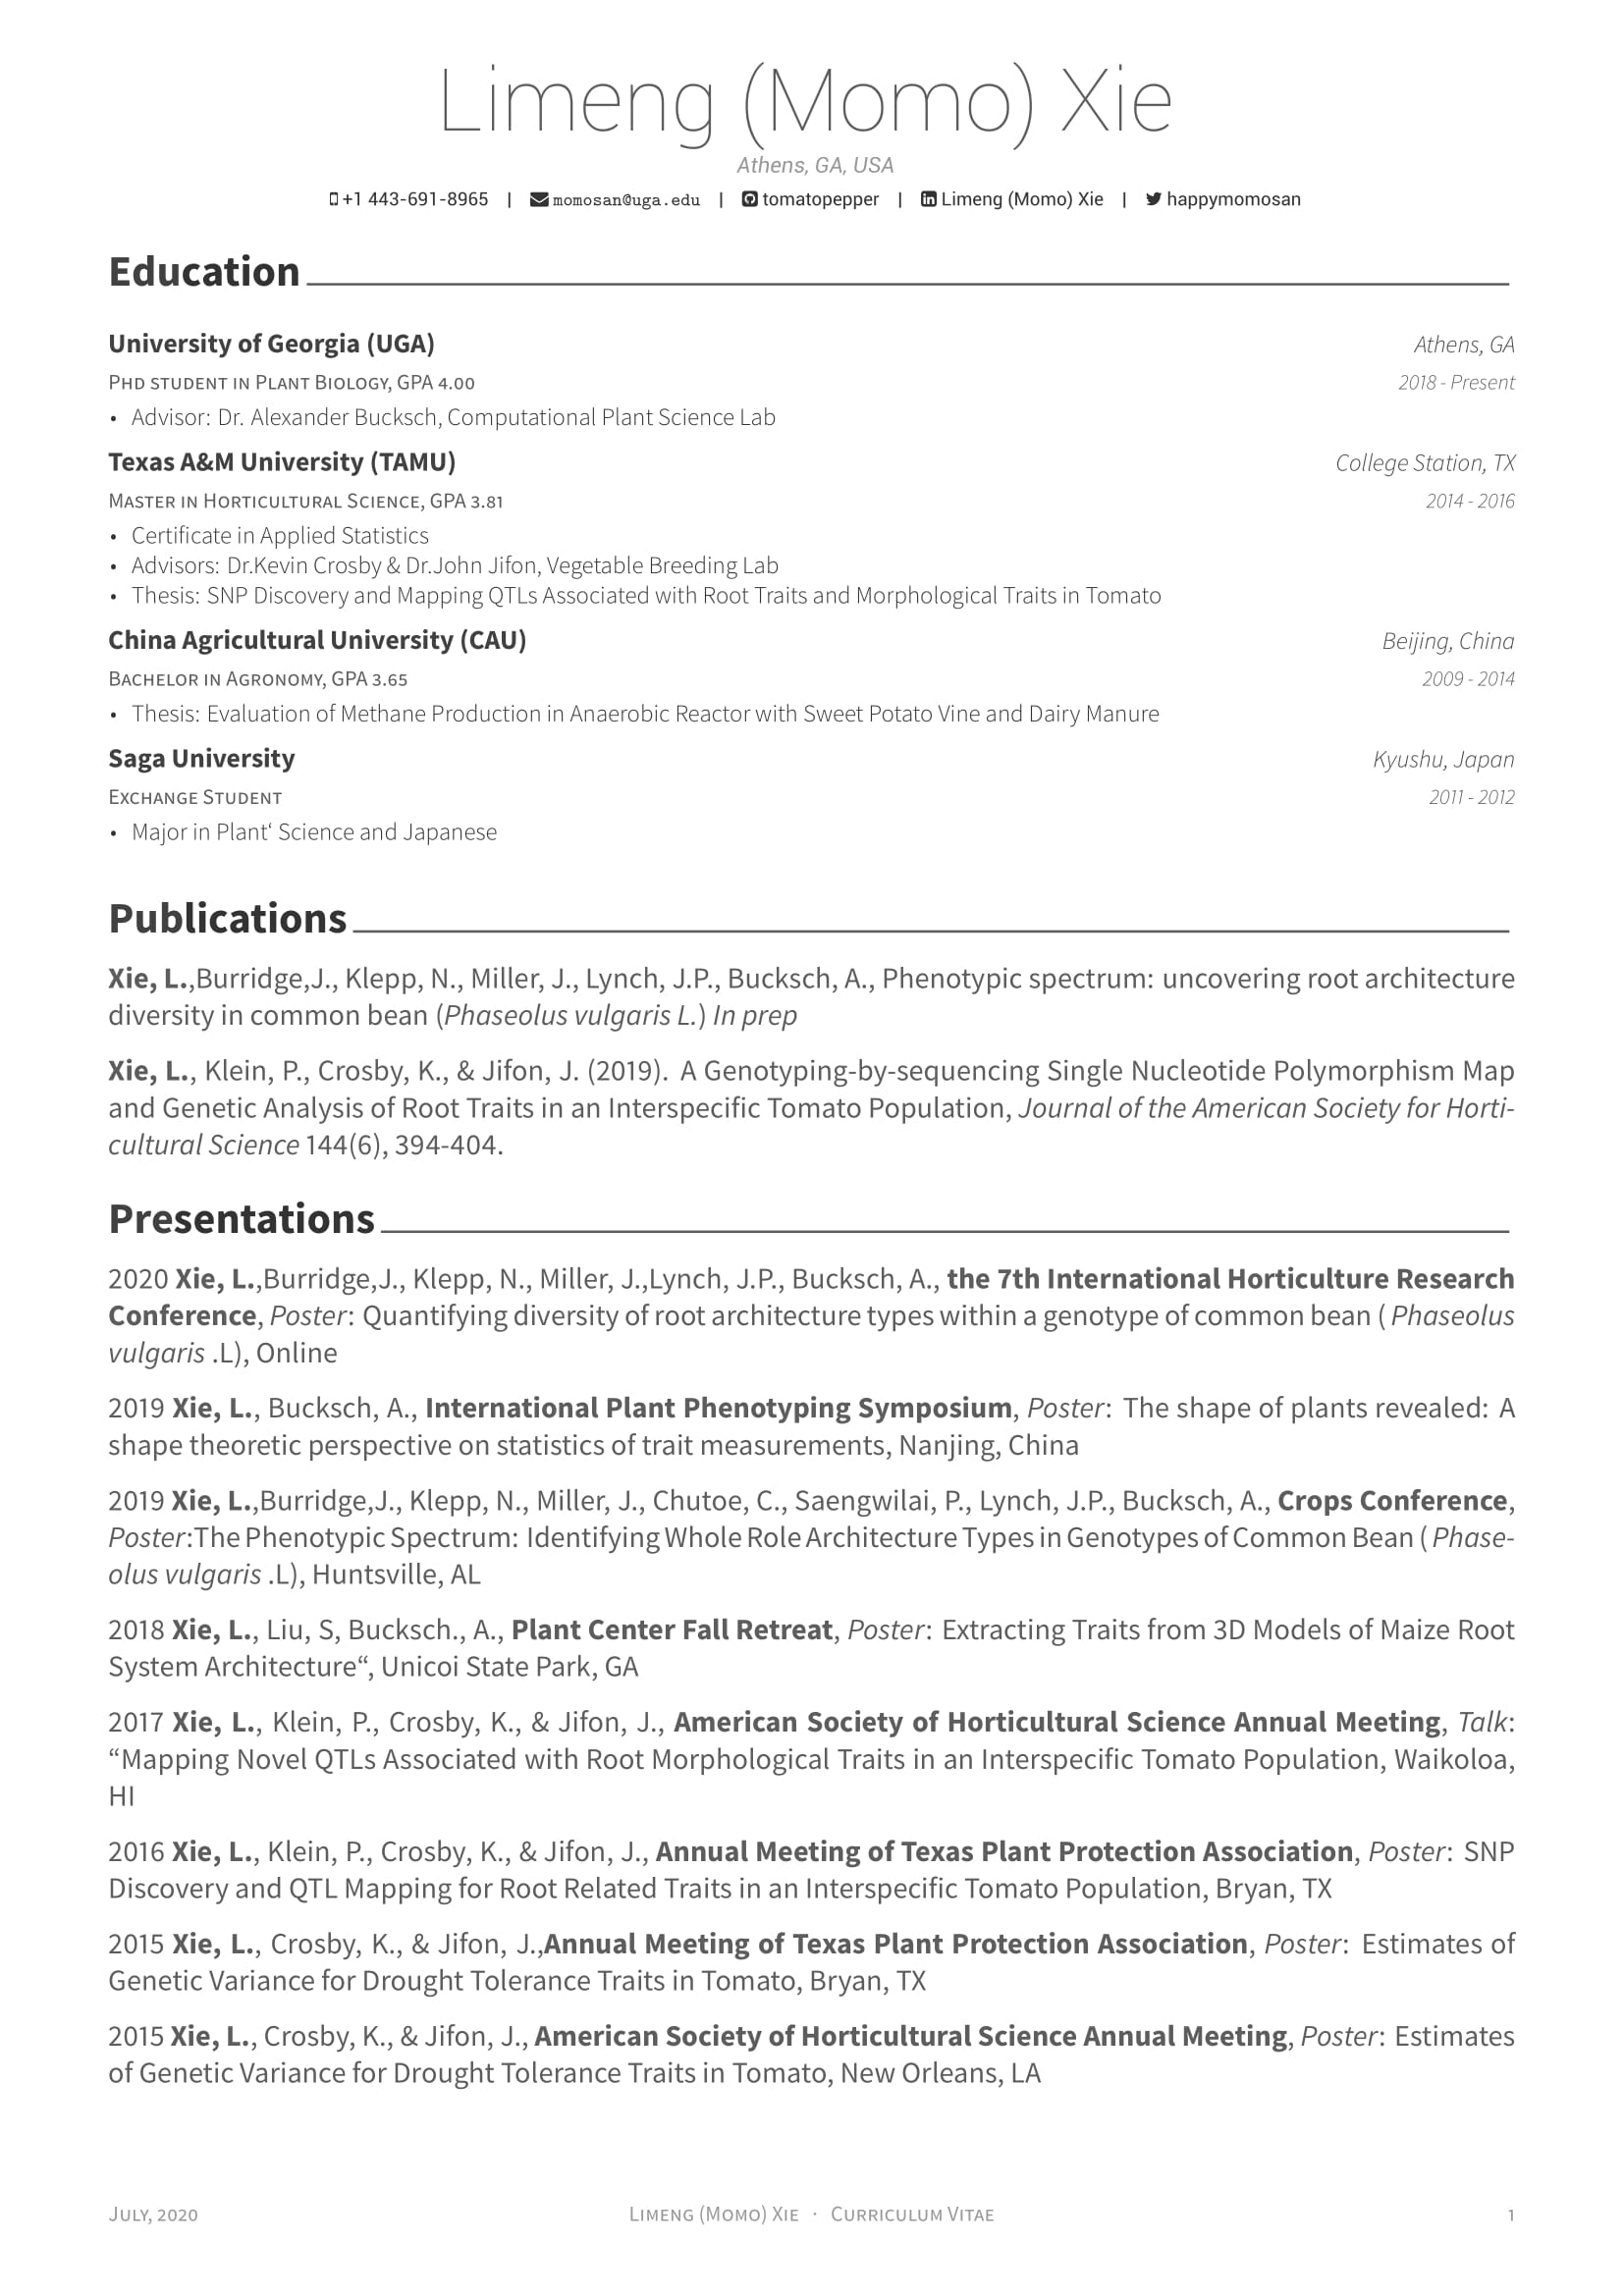 Limeng (Momo) Xie
Athens, GA, USA
+1 443-691-8965 | momosan@uga.edu | tomatopepper | Limeng (Momo) Xie | happymomosan
Education
University of Georgia (UGA) Athens, GA
PhD student in Plant Biology, GPA 4.00 2018 - Present
• Advisor: Dr. Alexander Bucksch, Computational Plant Science Lab
Texas A&M University (TAMU) College Station, TX
Master in Horticultural Science, GPA 3.81 2014 - 2016
• Certificate in Applied Statistics
• Advisors: Dr.Kevin Crosby & Dr.John Jifon, Vegetable Breeding Lab
• Thesis: SNP Discovery and Mapping QTLs Associated with Root Traits and Morphological Traits in Tomato
China Agricultural University (CAU) Beijing, China
Bachelor in Agronomy, GPA 3.65 2009 - 2014
• Thesis: Evaluation of Methane Production in Anaerobic Reactor with Sweet Potato Vine and Dairy Manure
Saga University Kyushu, Japan
Exchange Student 2011 - 2012
• Major in Plant‘ Science and Japanese
Publications
Xie, L.,Burridge,J., Klepp, N., Miller, J., Lynch, J.P., Bucksch, A., Phenotypic spectrum: uncovering root architecture
diversity in common bean (Phaseolus vulgaris L.) In prep
Xie, L., Klein, P., Crosby, K., & Jifon, J. (2019). A Genotyping-by-sequencing Single Nucleotide Polymorphism Map
and Genetic Analysis of Root Traits in an Interspecific Tomato Population, Journal of the American Society for Horti-
cultural Science 144(6), 394-404.
Presentations
2020 Xie, L.,Burridge,J., Klepp, N., Miller, J.,Lynch, J.P., Bucksch, A., the 7th International Horticulture Research
Conference, Poster: Quantifying diversity of root architecture types within a genotype of common bean ( Phaseolus
vulgaris .L), Online
2019 Xie, L., Bucksch, A., International Plant Phenotyping Symposium, Poster: The shape of plants revealed: A
shape theoretic perspective on statistics of trait measurements, Nanjing, China
2019 Xie, L.,Burridge,J., Klepp, N., Miller, J., Chutoe, C., Saengwilai, P., Lynch, J.P., Bucksch, A., Crops Conference,
Poster:The Phenotypic Spectrum: Identifying Whole Role Architecture Types in Genotypes of Common Bean ( Phase-
olus vulgaris .L), Huntsville, AL
2018 Xie, L., Liu, S, Bucksch., A., Plant Center Fall Retreat, Poster: Extracting Traits from 3D Models of Maize Root
System Architecture“, Unicoi State Park, GA
2017 Xie, L., Klein, P., Crosby, K., & Jifon, J., American Society of Horticultural Science Annual Meeting, Talk:
“Mapping Novel QTLs Associated with Root Morphological Traits in an Interspecific Tomato Population, Waikoloa,
HI
2016 Xie, L., Klein, P., Crosby, K., & Jifon, J., Annual Meeting of Texas Plant Protection Association, Poster: SNP
Discovery and QTL Mapping for Root Related Traits in an Interspecific Tomato Population, Bryan, TX
2015 Xie, L., Crosby, K., & Jifon, J.,Annual Meeting of Texas Plant Protection Association, Poster: Estimates of
Genetic Variance for Drought Tolerance Traits in Tomato, Bryan, TX
2015 Xie, L., Crosby, K., & Jifon, J., American Society of Horticultural Science Annual Meeting, Poster: Estimates
of Genetic Variance for Drought Tolerance Traits in Tomato, New Orleans, LA
July, 2020 Limeng (Momo) Xie · Curriculum Vitae 1